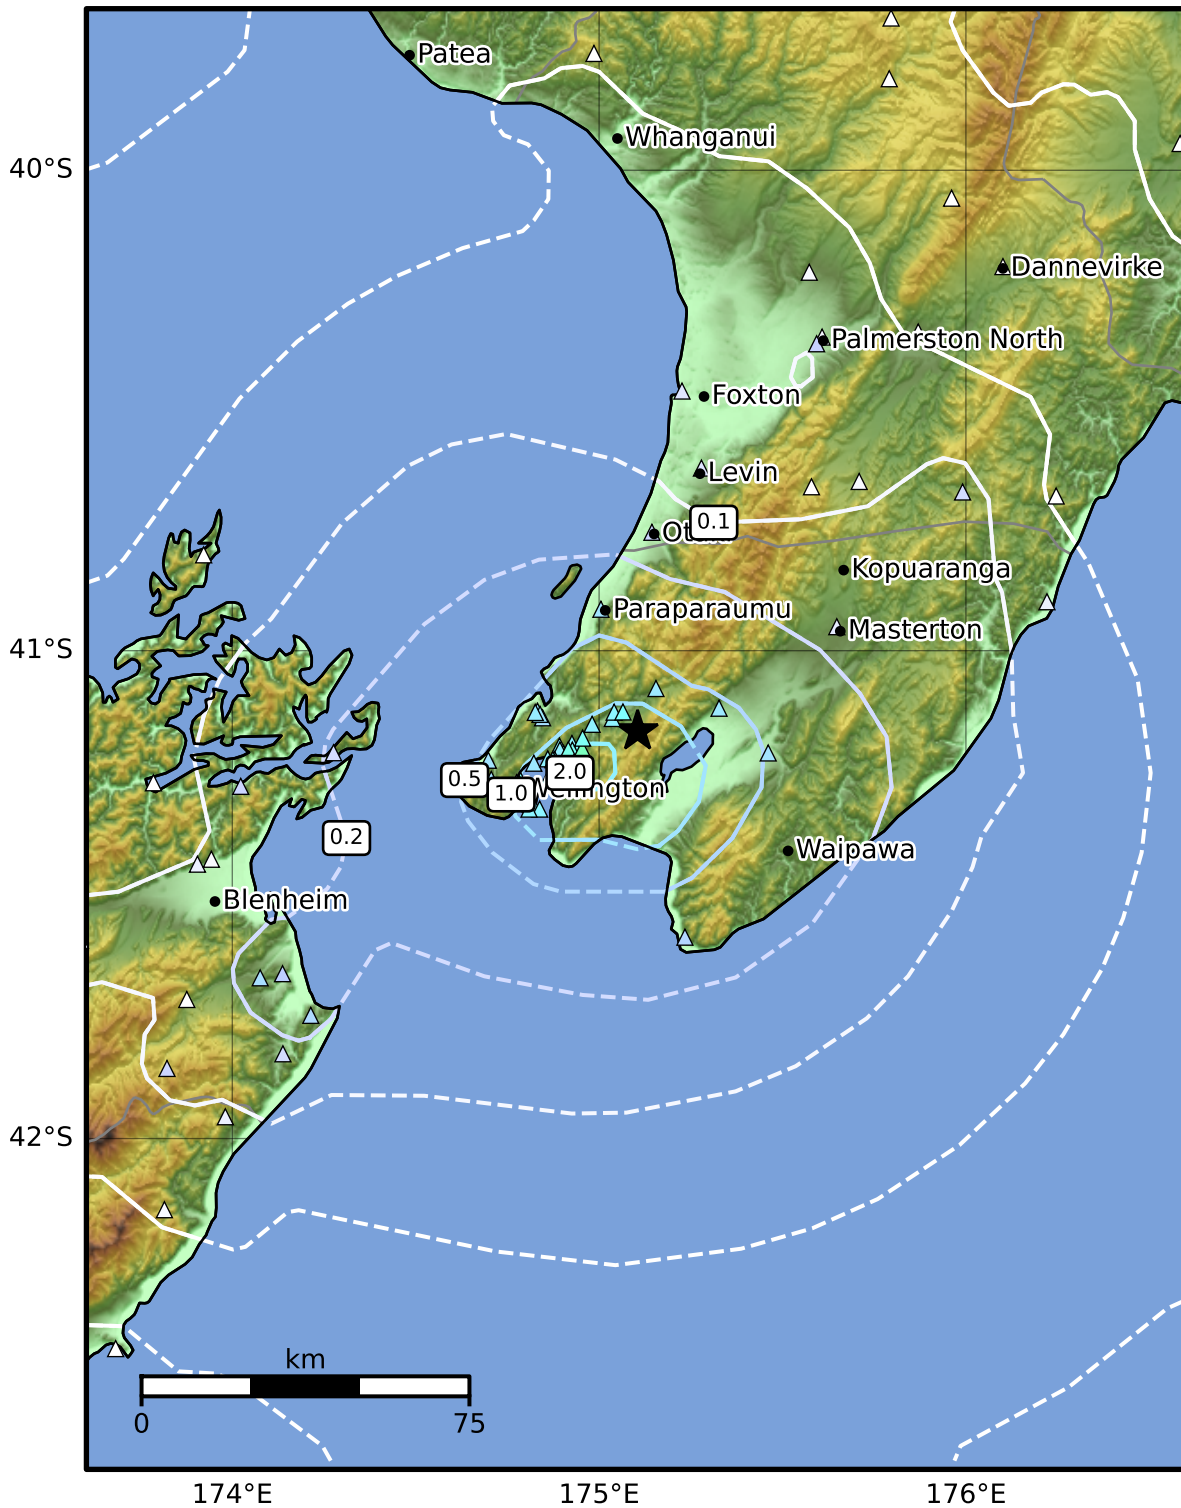 Patea
Whanganui
40°S
Dannevirke
Palmerston North
Foxton
Levin
0.1
Kopuaranga
Paraparaumu
Masterton
41°S
0.5
1.0
2.0
0.2
Waipawa
Blenheim
42°S
km
0
75
174°E
175°E
176°E